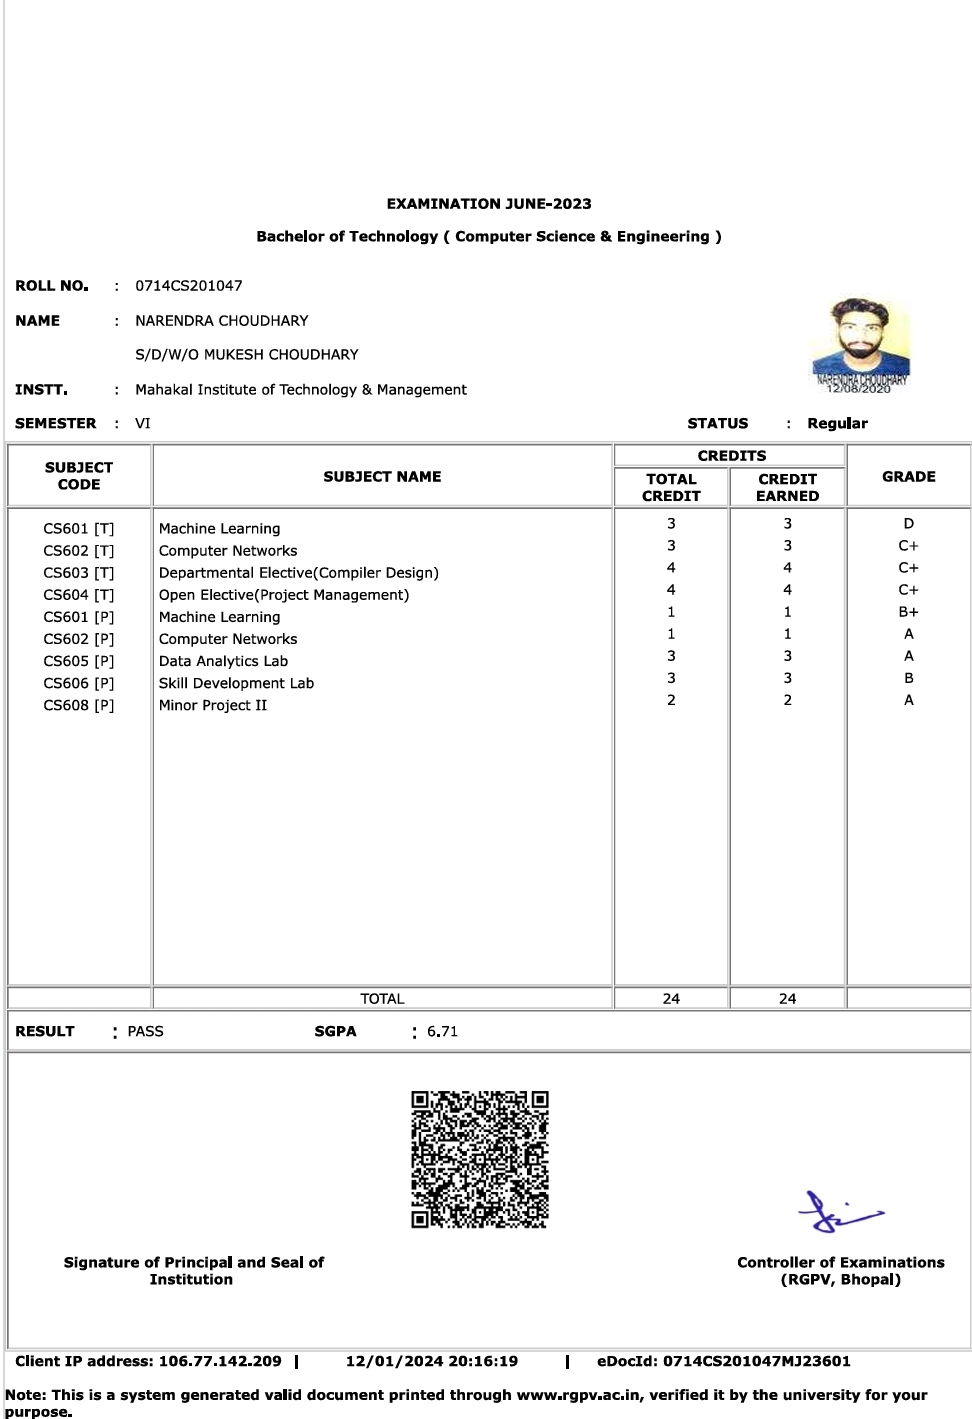 EXAMINATION JUNE-2023
Bachelor of Technology ( Computer Science & Engineering )
ROLL NO. : 0714CS201047
NAME : NARENDRA CHOUDHARY
S/D/W/O MUKESH CHOUDHARY
NARENDRA CHOUDHARY
12/08/2020
INSTT. : Mahakal Institute of Technology & Management
SEMESTER : VI STATUS : Regular
SUBJECT CODE SUBJECT NAME CREDITS GRADE
TOTAL CREDIT CREDIT EARNED
CS601 [T] Machine Learning 3 3 D
CS602 [T] Computer Networks 3 3 C+
CS603 [T] Departmental Elective(Compiler Design) 4 4 C+
CS604 [T] Open Elective(Project Management) 4 4 C+
CS601 [P] Machine Learning 1 1 B+
CS602 [P] Computer Networks 1 1 A
CS605 [P] Data Analytics Lab 3 3 A
CS606 [P] Skill Development Lab 3 3 B
CS608 [P] Minor Project II 2 2 A
TOTAL 24 24
RESULT : PASS SGPA : 6.71
Signature of Principal and Seal of
Institution
Controller of Examinations
(RGPV, Bhopal)
Client IP address: 106.77.142.209 | 12/01/2024 20:16:19 | eDocId: 0714CS201047MJ23601
Note: This is a system generated valid document printed through www.rgpv.ac.in, verified it by the university for your
purpose.